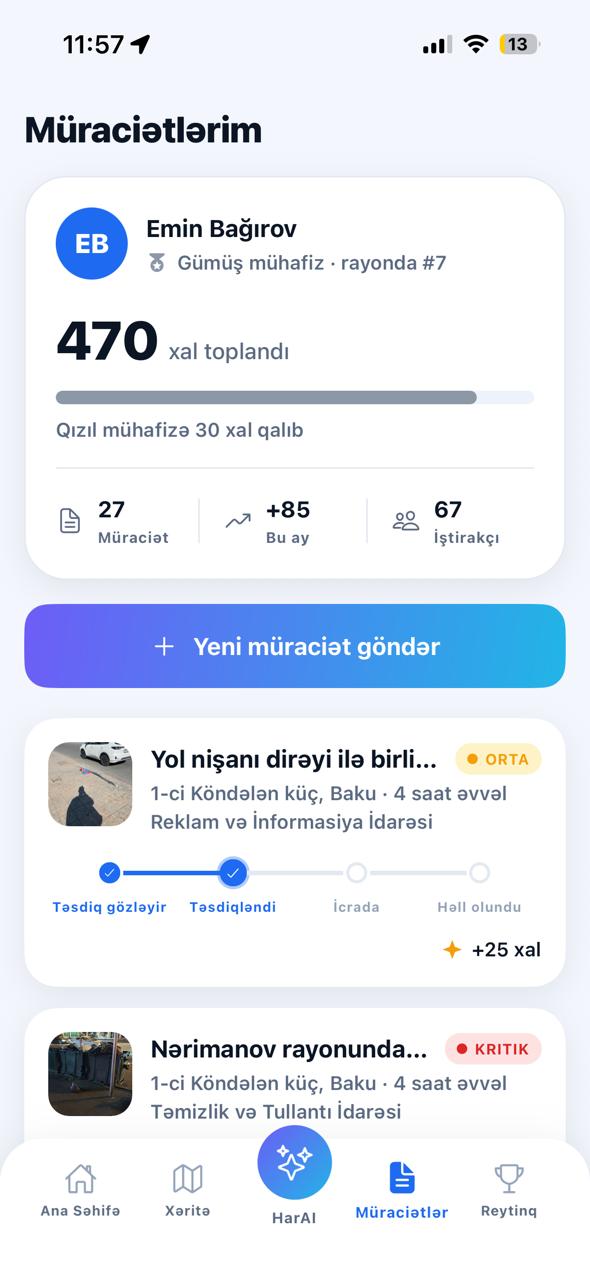 11:57
13
Müraciətlərim
EB
Emin Bağırov
Gümüş mühafiz · rayonda #7
470 xal toplandı
Qızıl mühafizə 30 xal qalıb
27
Müraciət
+85
Bu ay
67
İştirakçı
Yeni müraciət göndər
Yol nişanı dirəyi ilə birli...
ORTA
1-ci Köndələn küç, Baku · 4 saat əvvəl
Reklam və İnformasiya İdarəsi
Təsdiq gözləyir
Təsdiqləndi
İcrada
Həll olundu
+25 xal
Nərimanov rayonunda...
KRITIK
1-ci Köndələn küç, Baku · 4 saat əvvəl
Təmizlik və Tullantı İdarəsi
Ana Səhifə
Xəritə
HarAI
Müraciətlər
Reytinq